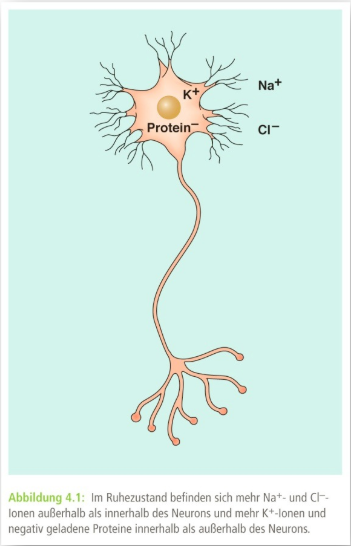 Na⁺
K⁺
Protein⁻
Cl⁻
Abbildung 4.1: Im Ruhezustand befinden sich mehr Na⁺- und Cl⁻-
Ionen außerhalb als innerhalb des Neurons und mehr K⁺-Ionen und
negativ geladene Proteine innerhalb als außerhalb des Neurons.